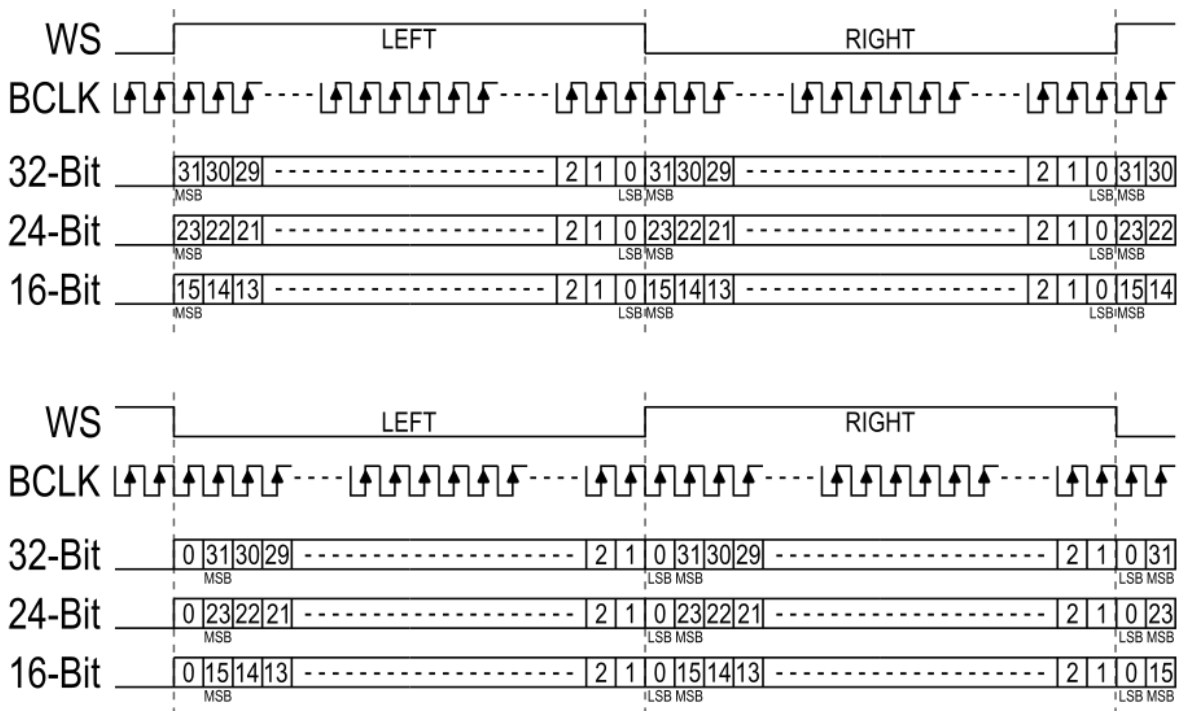 WS LEFT RIGHT
BCLK
32-Bit 31 30 29 2 1 0 31 30 29 2 1 0 31 30
MSB LSB MSB LSB MSB
24-Bit 23 22 21 2 1 0 23 22 21 2 1 0 23 22
MSB LSB MSB LSB MSB
16-Bit 15 14 13 2 1 0 15 14 13 2 1 0 15 14
MSB LSB MSB LSB MSB
WS LEFT RIGHT
BCLK
32-Bit 0 31 30 29 2 1 0 31 30 29 2 1 0 31
MSB LSB MSB LSB MSB
24-Bit 0 23 22 21 2 1 0 23 22 21 2 1 0 23
MSB LSB MSB LSB MSB
16-Bit 0 15 14 13 2 1 0 15 14 13 2 1 0 15
MSB LSB MSB LSB MSB